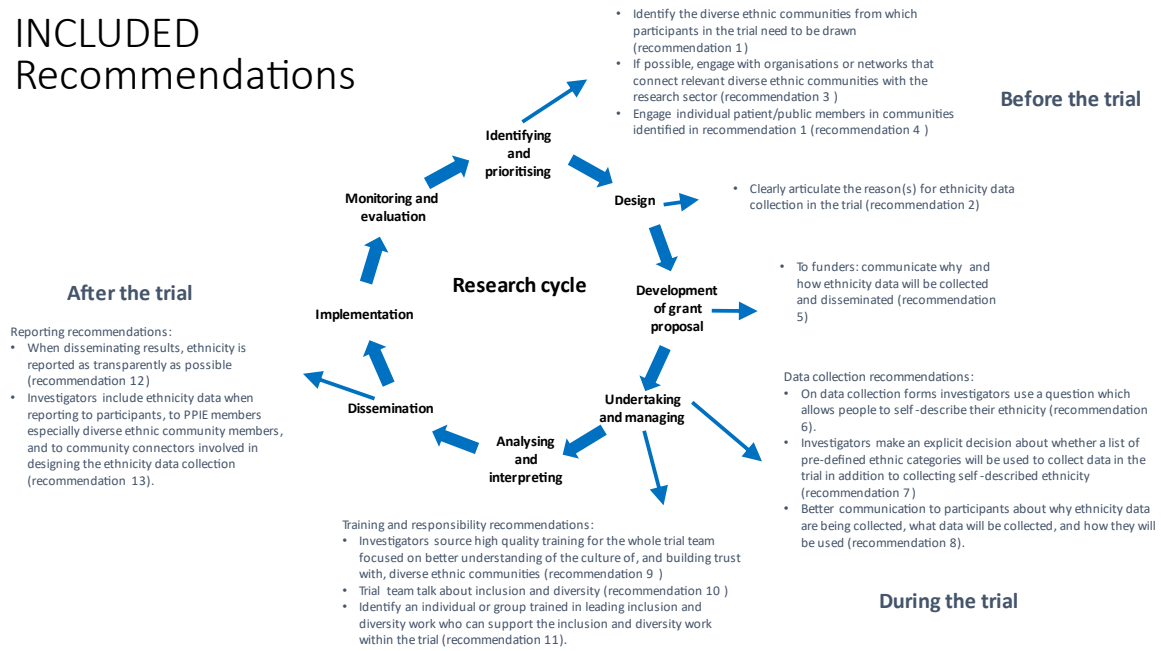 INCLUDED
Recommendations
• Identify the diverse ethnic communities from which
participants in the trial need to be drawn
(recommendation 1)
• If possible, engage with organisations or networks that
connect relevant diverse ethnic communities with the
research sector (recommendation 3 )
• Engage individual patient/public members in communities
identified in recommendation 1 (recommendation 4 )
Before the trial
Identifying
and
prioritising
Monitoring and
evaluation
Design
• Clearly articulate the reason(s) for ethnicity data
collection in the trial (recommendation 2)
Research cycle
Development
of grant
proposal
• To funders: communicate why and
how ethnicity data will be collected
and disseminated (recommendation
5)
After the trial
Implementation
Reporting recommendations:
• When disseminating results, ethnicity is
reported as transparently as possible
(recommendation 12)
• Investigators include ethnicity data when
reporting to participants, to PPIE members
especially diverse ethnic community members,
and to community connectors involved in
designing the ethnicity data collection
(recommendation 13).
Dissemination
Undertaking
and managing
Analysing
and
interpreting
Data collection recommendations:
• On data collection forms investigators use a question which
allows people to self-describe their ethnicity (recommendation
6).
• Investigators make an explicit decision about whether a list of
pre-defined ethnic categories will be used to collect data in the
trial in addition to collecting self-described ethnicity
(recommendation 7)
• Better communication to participants about why ethnicity data
are being collected, what data will be collected, and how they will
be used (recommendation 8).
Training and responsibility recommendations:
• Investigators source high quality training for the whole trial team
focused on better understanding of the culture of, and building trust
with, diverse ethnic communities (recommendation 9 )
• Trial team talk about inclusion and diversity (recommendation 10 )
• Identify an individual or group trained in leading inclusion and
diversity work who can support the inclusion and diversity work
within the trial (recommendation 11).
During the trial